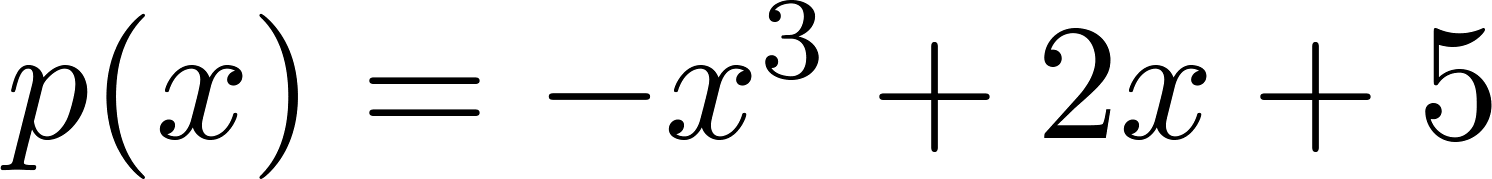 p(x) = −x³ + 2x + 5